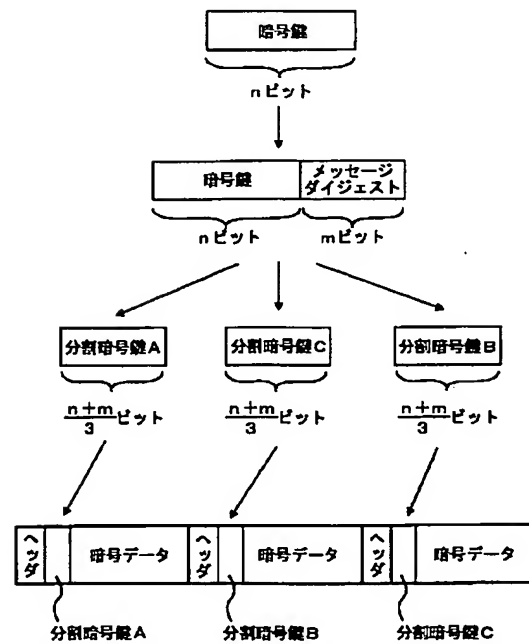 暗号鍵
nビット
暗号鍵 メッセージ
ダイジェスト
nビット mビット
分割暗号鍵A 分割暗号鍵C 分割暗号鍵B
n+m
3
ビット
n+m
3
ビット
n+m
3
ビット
ヘッダ 暗号データ ヘッダ 暗号データ ヘッダ 暗号データ
分割暗号鍵A 分割暗号鍵B 分割暗号鍵C